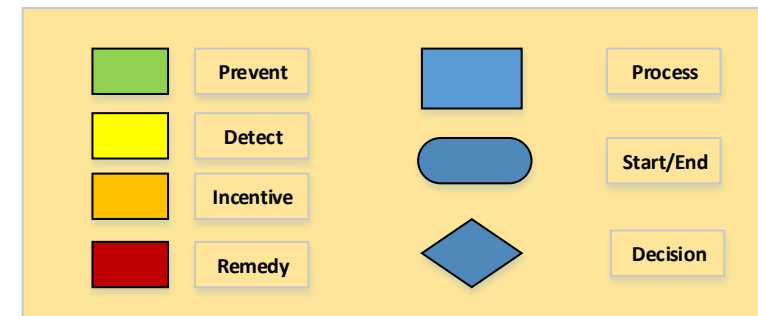 Prevent
Process
Detect
Start/End
Incentive
Remedy
Decision